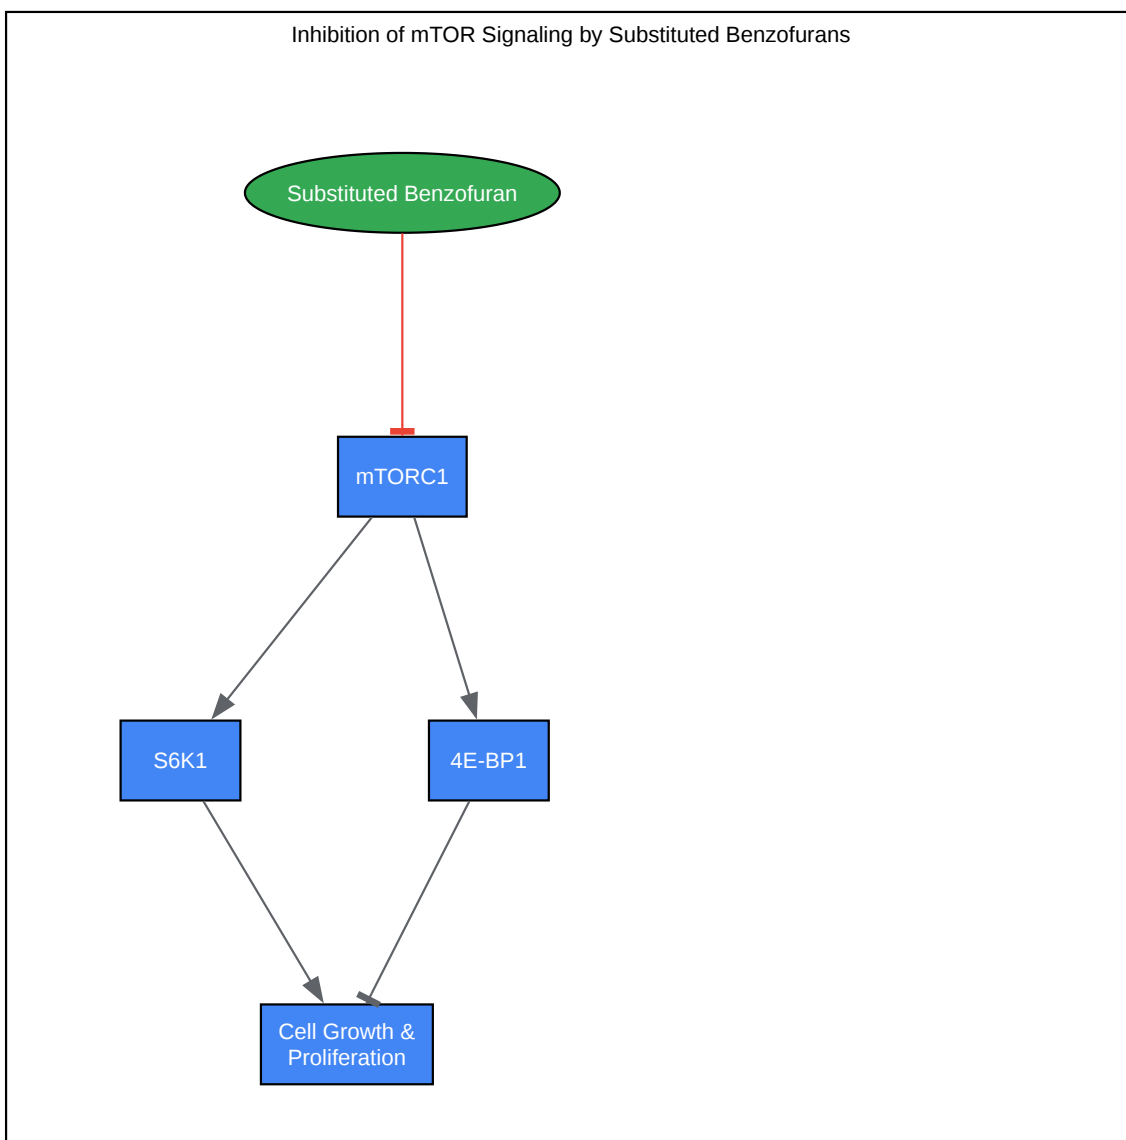 Inhibition of mTOR Signaling by Substituted Benzofurans
Substituted Benzofuran
mTORC1
S6K1
4E-BP1
Cell Growth &
Proliferation